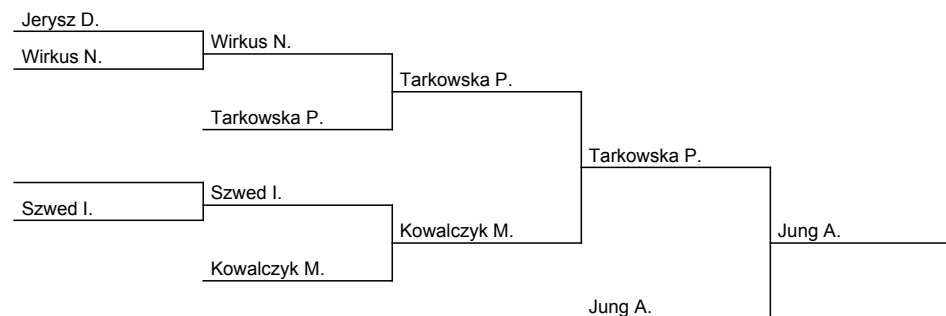 Jerysz D.
Wirkus N.
Wirkus N.
Tarkowska P.
Tarkowska P.
Tarkowska P.
Szwed I.
Szwed I.
Kowalczyk M.
Jung A.
Kowalczyk M.
Jung A.